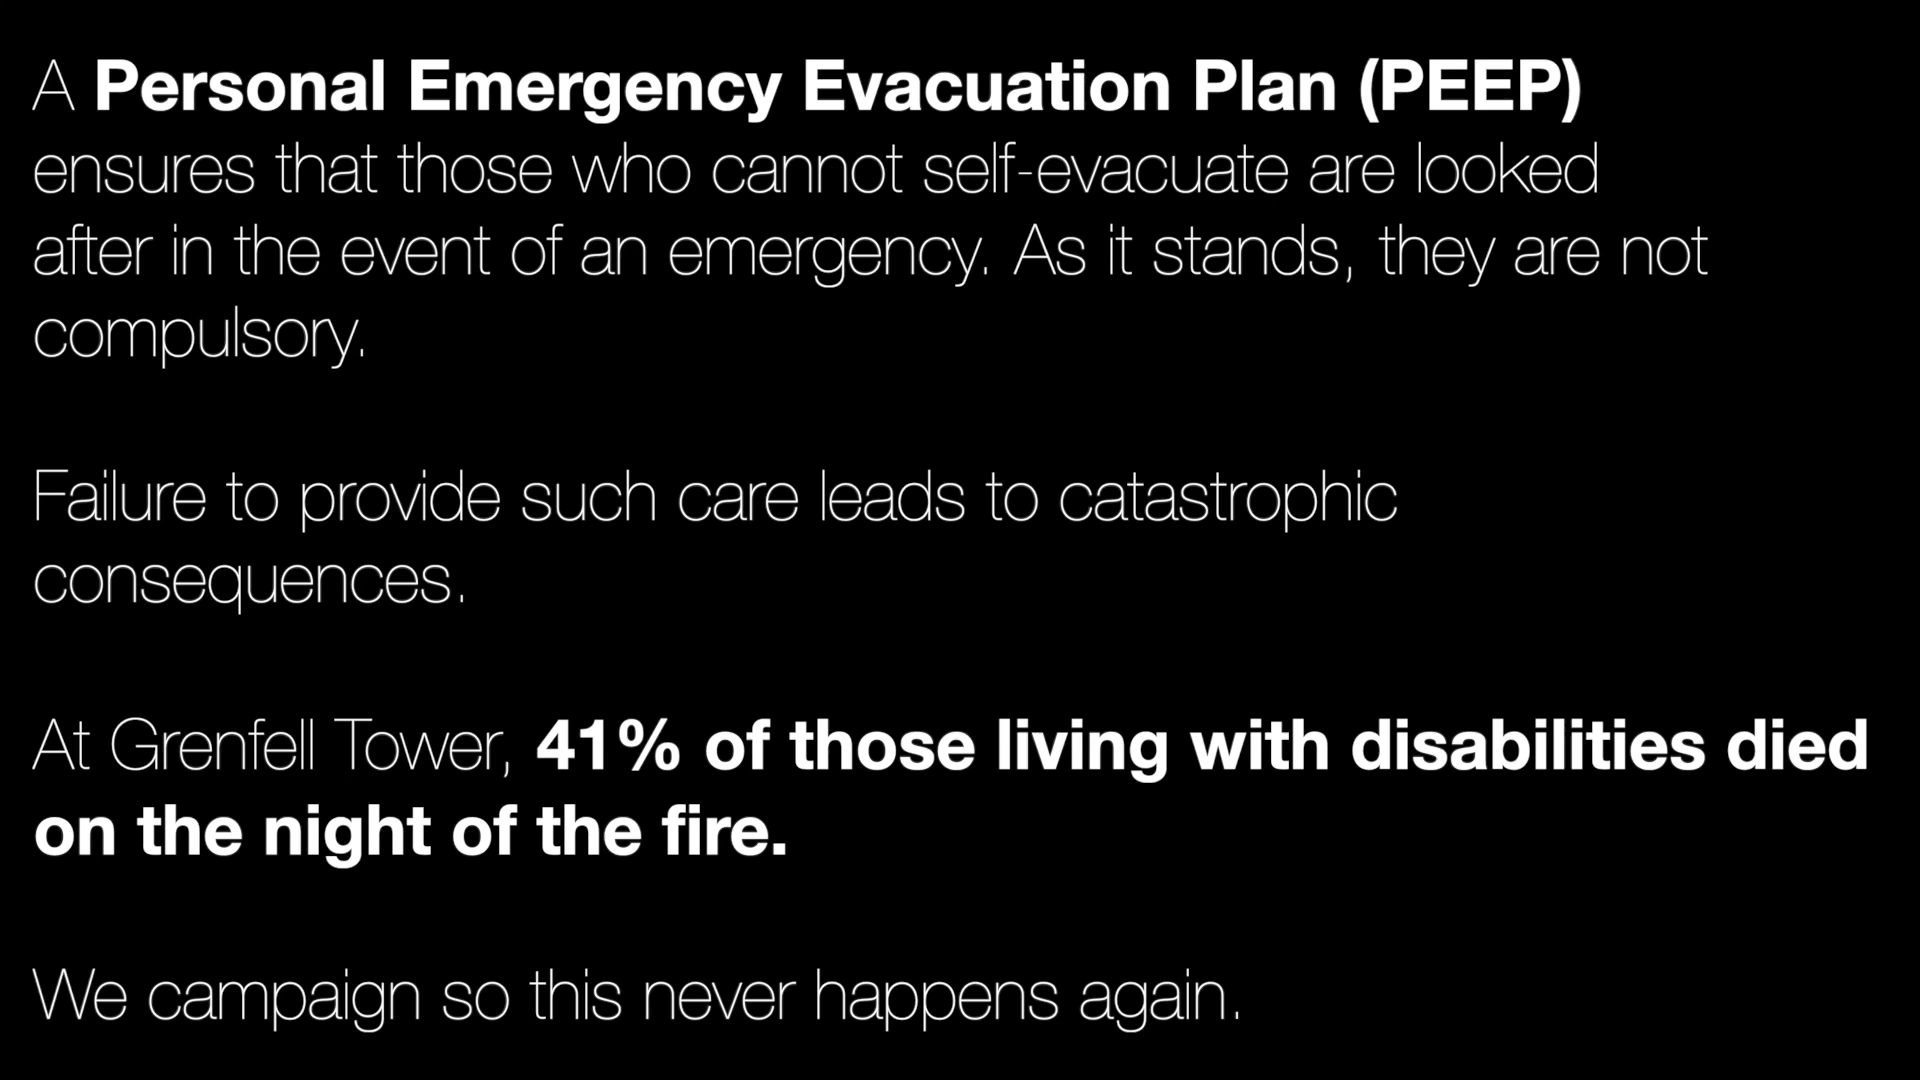 A Personal Emergency Evacuation Plan (PEEP)
ensures that those who cannot self-evacuate are looked
after in the event of an emergency. As it stands, they are not
compulsory.
Failure to provide such care leads to catastrophic
consequences.
At Grenfell Tower, 41% of those living with disabilities died
on the night of the fire.
We campaign so this never happens again.